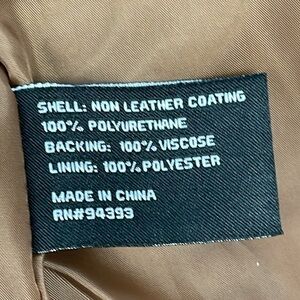 SHELL: NON LEATHER COATING
100% POLYURETHANE
BACKING: 100% VISCOSE
LINING: 100% POLYESTER
MADE IN CHINA
RN#94393